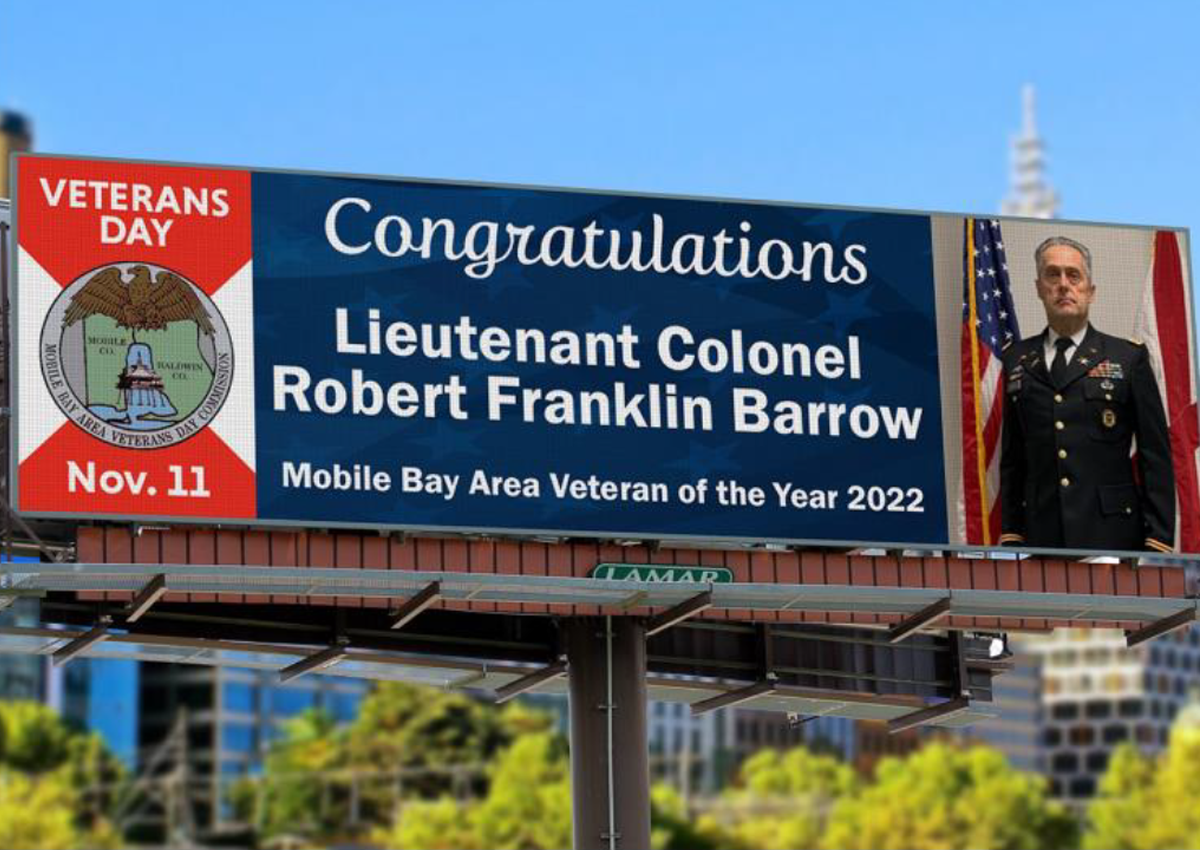 VETERANS
DAY
MOBILE
CO.
BALDWIN
CO.
MOBILE BAY AREA VETERANS DAY COMMISSION
Nov. 11
Congratulations
Lieutenant Colonel
Robert Franklin Barrow
Mobile Bay Area Veteran of the Year 2022
LAMAR